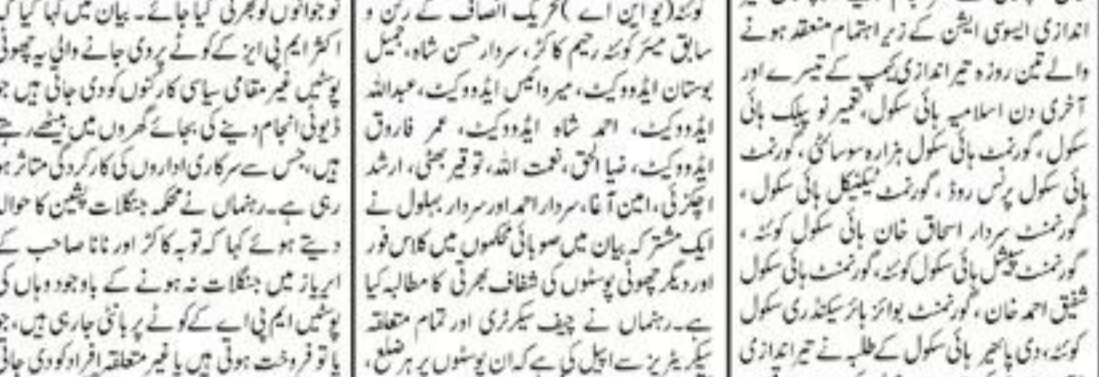 اندازی ایسوسی ایشن کے زیر اہتمام منعقد ہونے
والے تین روزہ تیر اندازی کیمپ کے تیسرے اور
آخری دن اسلامیہ ہائی سکول، تعمیر نو پبلک ہائی
سکول، گورنمنٹ ہائی سکول ہزارہ سوسائٹی، گورنمنٹ
ہائی سکول پرنس روڈ، گورنمنٹ ٹیکنیکل ہائی سکول،
گورنمنٹ سردار اسحاق خان ہائی سکول کوئٹہ،
گورنمنٹ سپیشل ہائی سکول کوئٹہ، گورنمنٹ ہائی سکول
شفیق احمد خان، گورنمنٹ بوائز ہائر سیکنڈری سکول
کوئٹہ، دی پاتھیر ہائی سکول کے طلبہ نے تیر اندازی
کوئٹہ (یو این اے) تحریک انصاف کے رکن و
سابق میئر کوئٹہ رحیم کاکڑ، سردار حسن شاہ، جمیل
بوستان ایڈووکیٹ، میر وائیس ایڈووکیٹ، عبداللہ
ایڈووکیٹ، احمد شاہ ایڈووکیٹ، عمر فاروق
ایڈووکیٹ، ضیا الحق، نعمت اللہ، توقیر بھٹی، ارشد
اچکزئی، امین آغا، سردار احمد اور سردار بہلول نے
ایک مشترکہ بیان میں صوبائی محکموں میں کلاس فور
اور دیگر چھوٹی پوسٹوں کی شفاف بھرتی کا مطالبہ کیا
ہے۔ رہنماں نے چیف سیکرٹری اور تمام متعلقہ
سیکریٹریز سے اپیل کی ہے کہ ان پوسٹوں پر ہر ضلع،
نوجوانوں کو بھرتی کیا جائے۔ بیان میں کہا گیا کہ
اکثر ایم پی ایز کے کوٹے پر دی جانے والی یہ چھوٹی
پوسٹیں غیر مقامی سیاسی کارکنوں کو دی جاتی ہیں جو
ڈیوٹی انجام دینے کی بجائے گھروں میں بیٹھے رہتے
ہیں، جس سے سرکاری اداروں کی کارکردگی متاثر ہو
رہی ہے۔ رہنماں نے محکمہ جنگلات پشین کا حوالہ
دیتے ہوئے کہا کہ توبہ کاکڑ اور نانا صاحب کے
ایریاز میں جنگلات نہ ہونے کے باوجود وہاں کی
پوسٹیں ایم پی اے کے کوٹے پر بانٹی جا رہی ہیں، جو
یا تو فروخت ہوتی ہیں یا غیر متعلقہ افراد کو دی جاتی